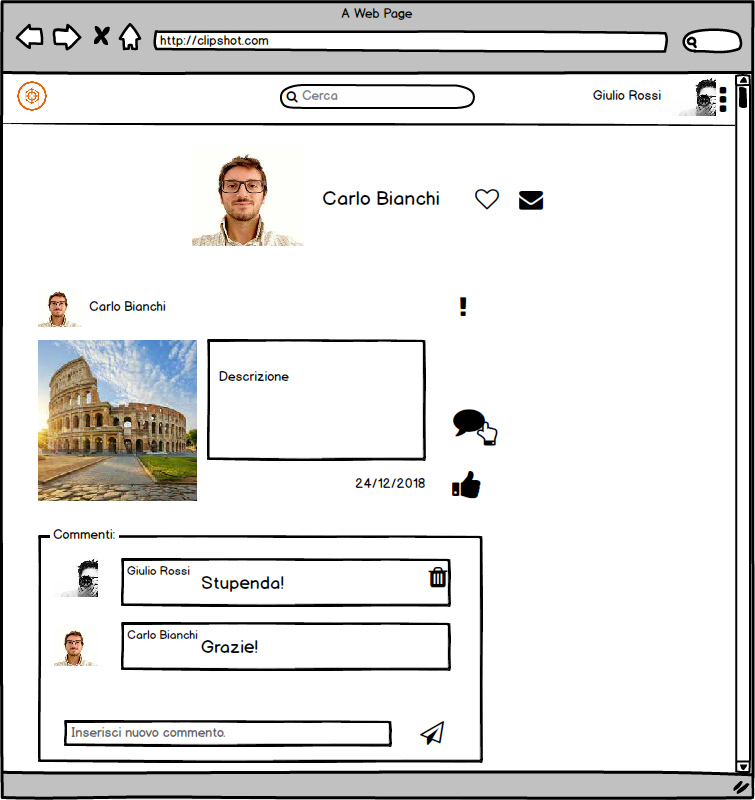 A Web Page
http://clipshot.com
Cerca
Giulio Rossi
Carlo Bianchi
Carlo Bianchi
!
Descrizione
24/12/2018
Commenti:
Giulio Rossi
Stupenda!
Carlo Bianchi
Grazie!
Inserisci nuovo commento.